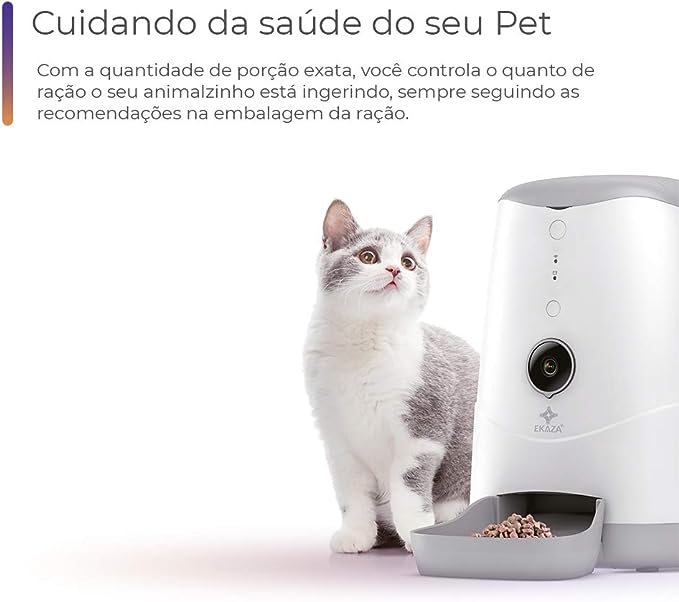 Cuidando da saúde do seu Pet
Com a quantidade de porção exata, você controla o quanto de
ração o seu animalzinho está ingerindo, sempre seguindo as
recomendações na embalagem da ração.
EKAZA